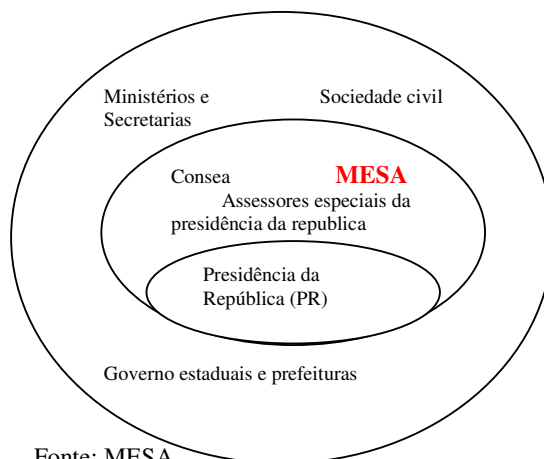 Ministérios e Sociedade civil
Secretarias
Consea MESA
Assessores especiais da
presidência da republica
Presidência da
República (PR)
Governo estaduais e prefeituras
Fonte: MESA